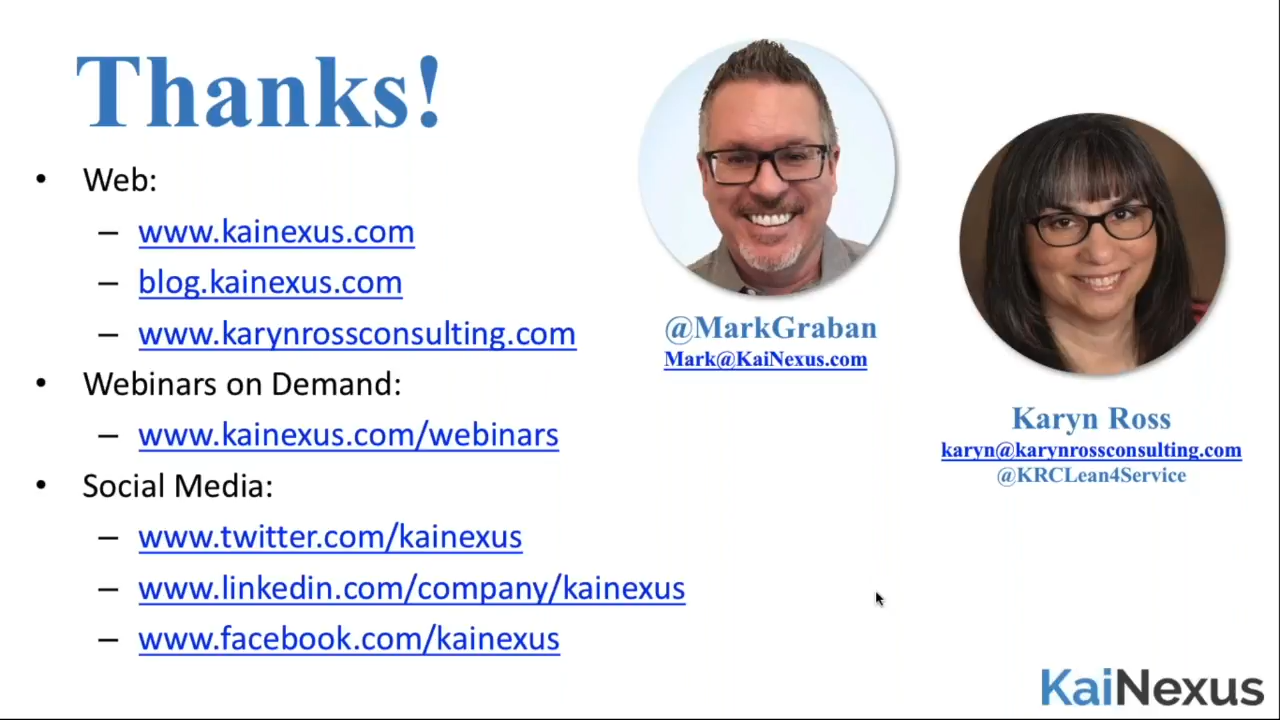 Thanks!
• Web:
– www.kainexus.com
– blog.kainexus.com
– www.karynrossconsulting.com
• Webinars on Demand:
– www.kainexus.com/webinars
• Social Media:
– www.twitter.com/kainexus
– www.linkedin.com/company/kainexus
– www.facebook.com/kainexus
@MarkGraban
Mark@KaiNexus.com
Karyn Ross
karyn@karynrossconsulting.com
@KRCLean4Service
KaiNexus